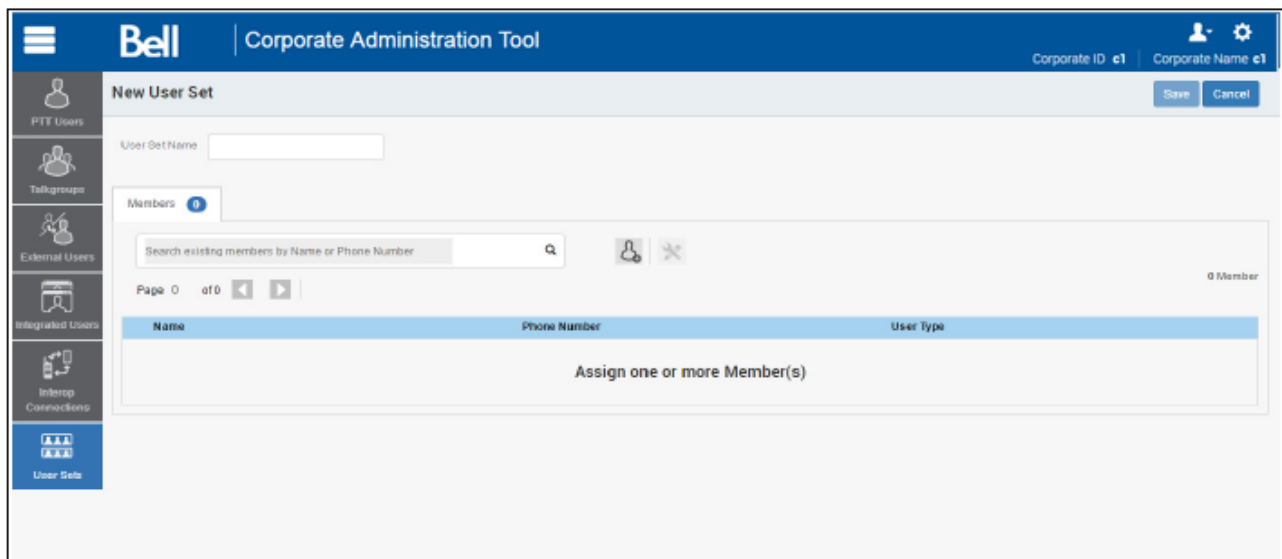 Bell
Corporate Administration Tool
Corporate ID c1
Corporate Name c1
PTT Users
Talkgroups
External Users
Integrated Users
Interop
Connections
User Sets
New User Set
Save
Cancel
User Set Name
Members 0
Search existing members by Name or Phone Number
Page 0 of 0
0 Member
Name Phone Number User Type
Assign one or more Member(s)